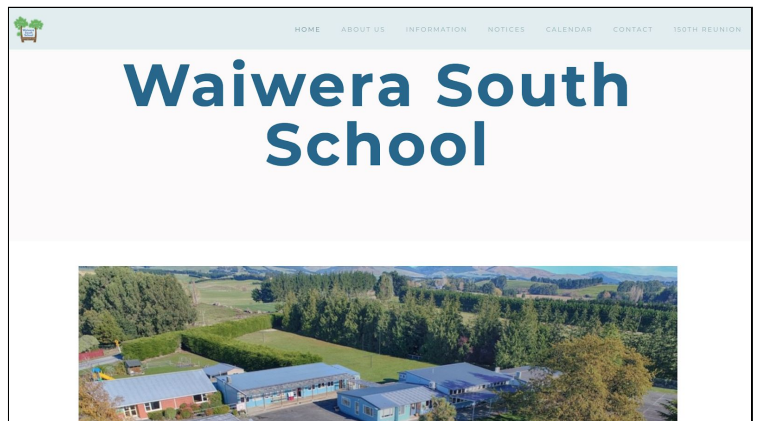 HOME ABOUT US INFORMATION NOTICES CALENDAR CONTACT 150TH REUNION
Waiwera South
School